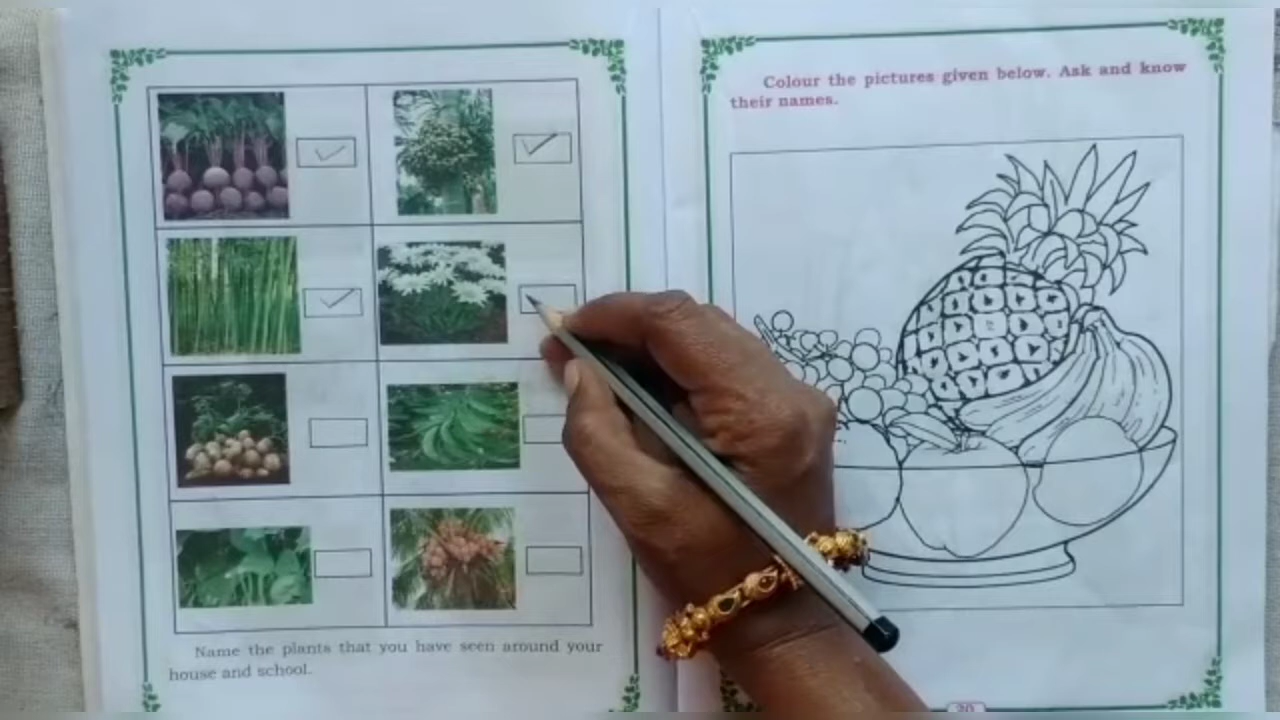 Name the plants that you have seen around your
house and school.
Colour the pictures given below. Ask and know
their names.
20